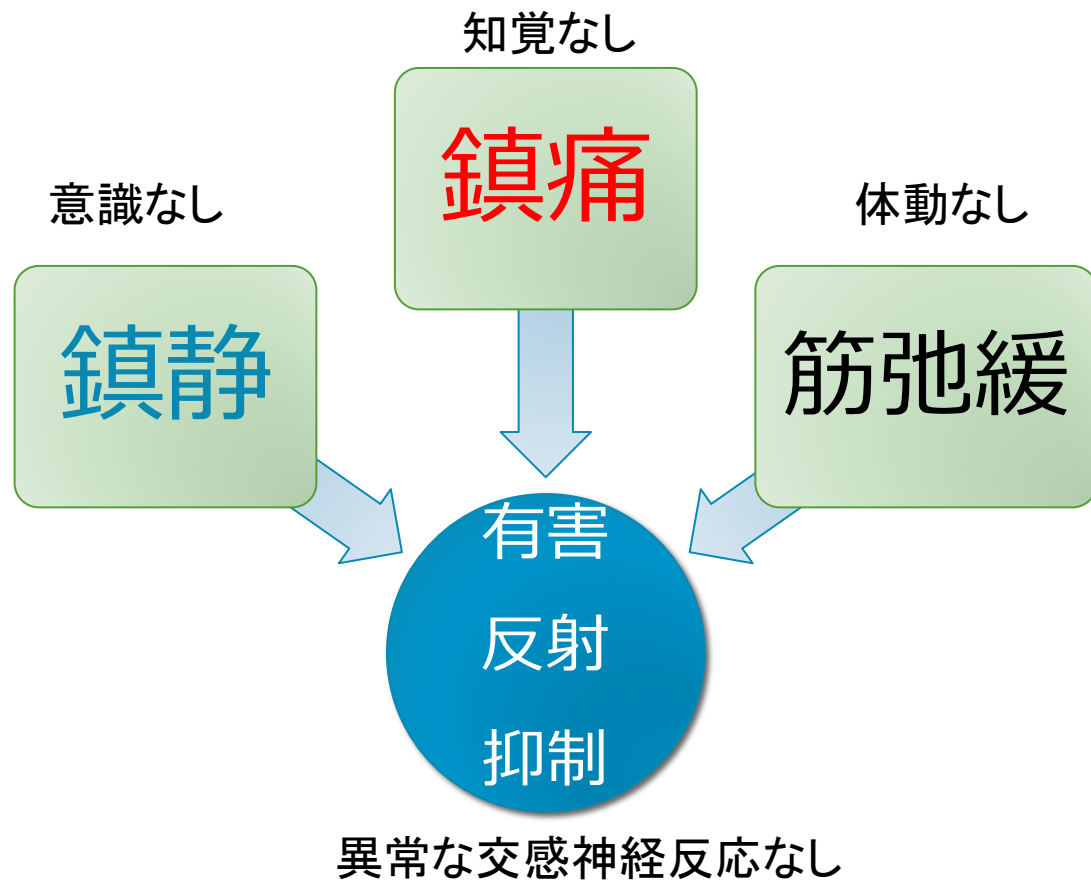 知覚なし
鎮痛
意識なし
鎮静
体動なし
筋弛緩
有害
反射
抑制
異常な交感神経反応なし